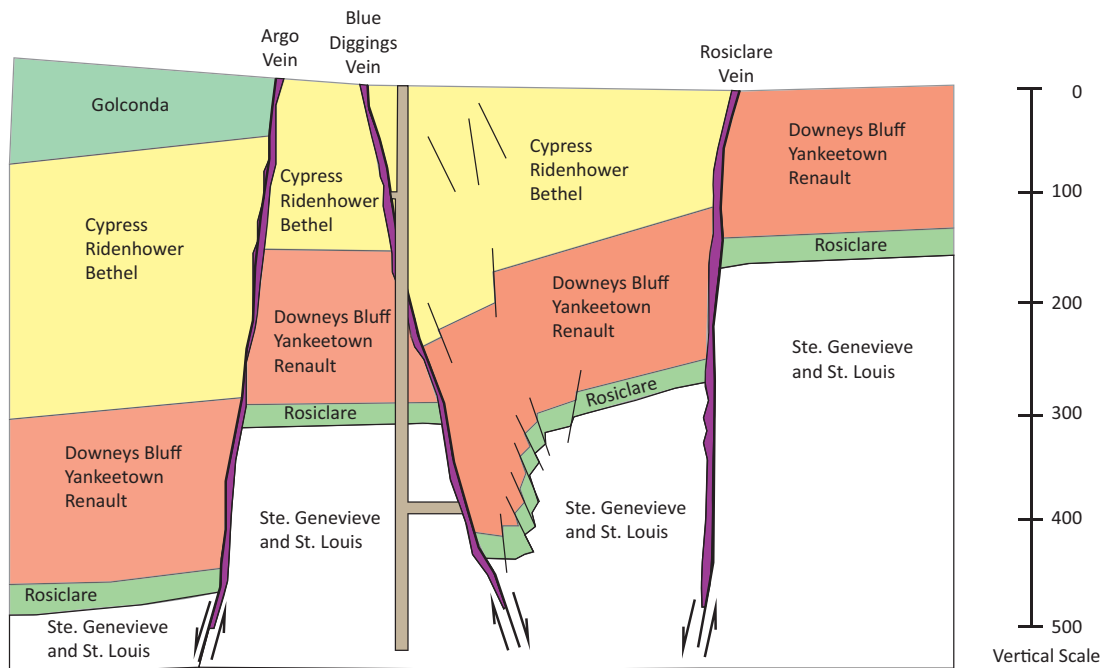 Argo
Vein
Blue
Diggings
Vein
Rosiclare
Vein
Golconda
Cypress
Ridenhower
Bethel
Downeys Bluff
Yankeetown
Renault
Rosiclare
Ste. Genevieve
and St. Louis
Cypress
Ridenhower
Bethel
Downeys Bluff
Yankeetown
Renault
Rosiclare
Ste. Genevieve
and St. Louis
Cypress
Ridenhower
Bethel
Downeys Bluff
Yankeetown
Renault
Rosiclare
Ste. Genevieve
and St. Louis
Downeys Bluff
Yankeetown
Renault
Rosiclare
Ste. Genevieve
and St. Louis
0
100
200
300
400
500
Vertical Scale